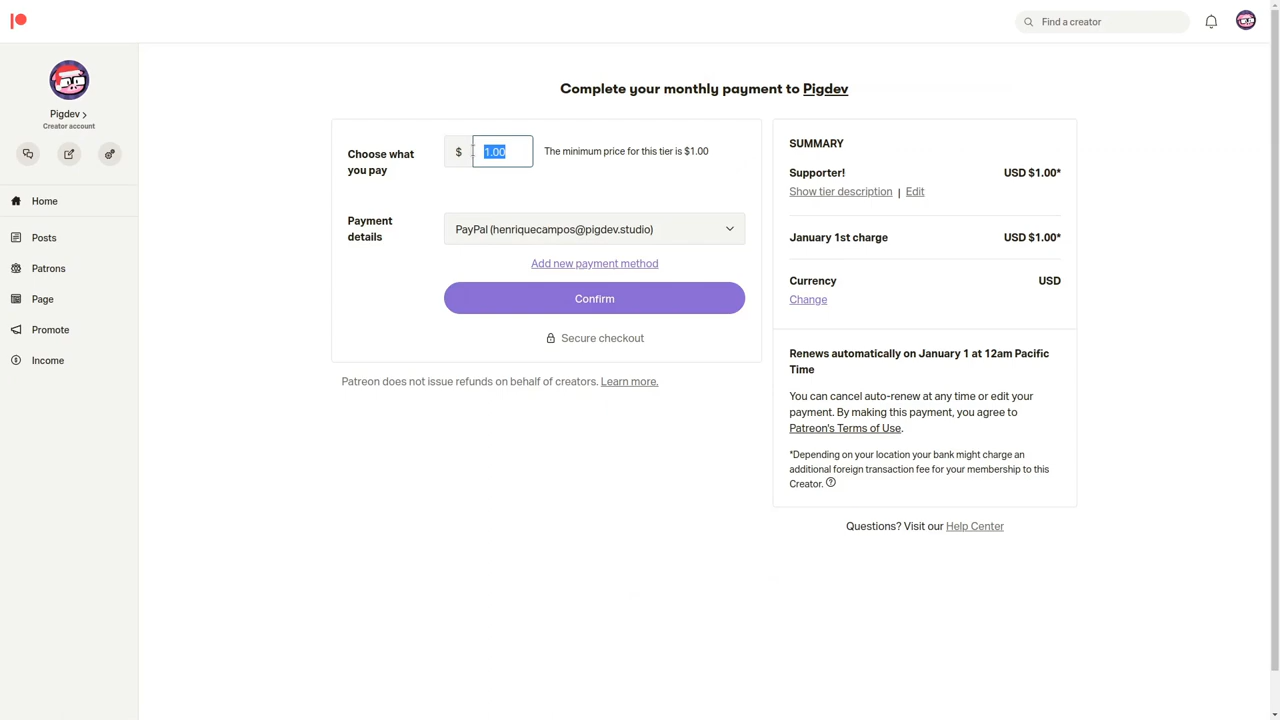 Find a creator
Pigdev
Creator account
Home
Posts
Patrons
Page
Promote
Income
Complete your monthly payment to Pigdev
Choose what
you pay
$ 1.00
The minimum price for this tier is $1.00
Payment
details
PayPal (henriquecampos@pigdev.studio)
Add new payment method
Confirm
Secure checkout
Patreon does not issue refunds on behalf of creators. Learn more.
SUMMARY
Supporter! USD $1.00*
Show tier description | Edit
January 1st charge USD $1.00*
Currency USD
Change
Renews automatically on January 1 at 12am Pacific
Time
You can cancel auto-renew at any time or edit your
payment. By making this payment, you agree to
Patreon's Terms of Use.
*Depending on your location your bank might charge an
additional foreign transaction fee for your membership to this
Creator.
Questions? Visit our Help Center